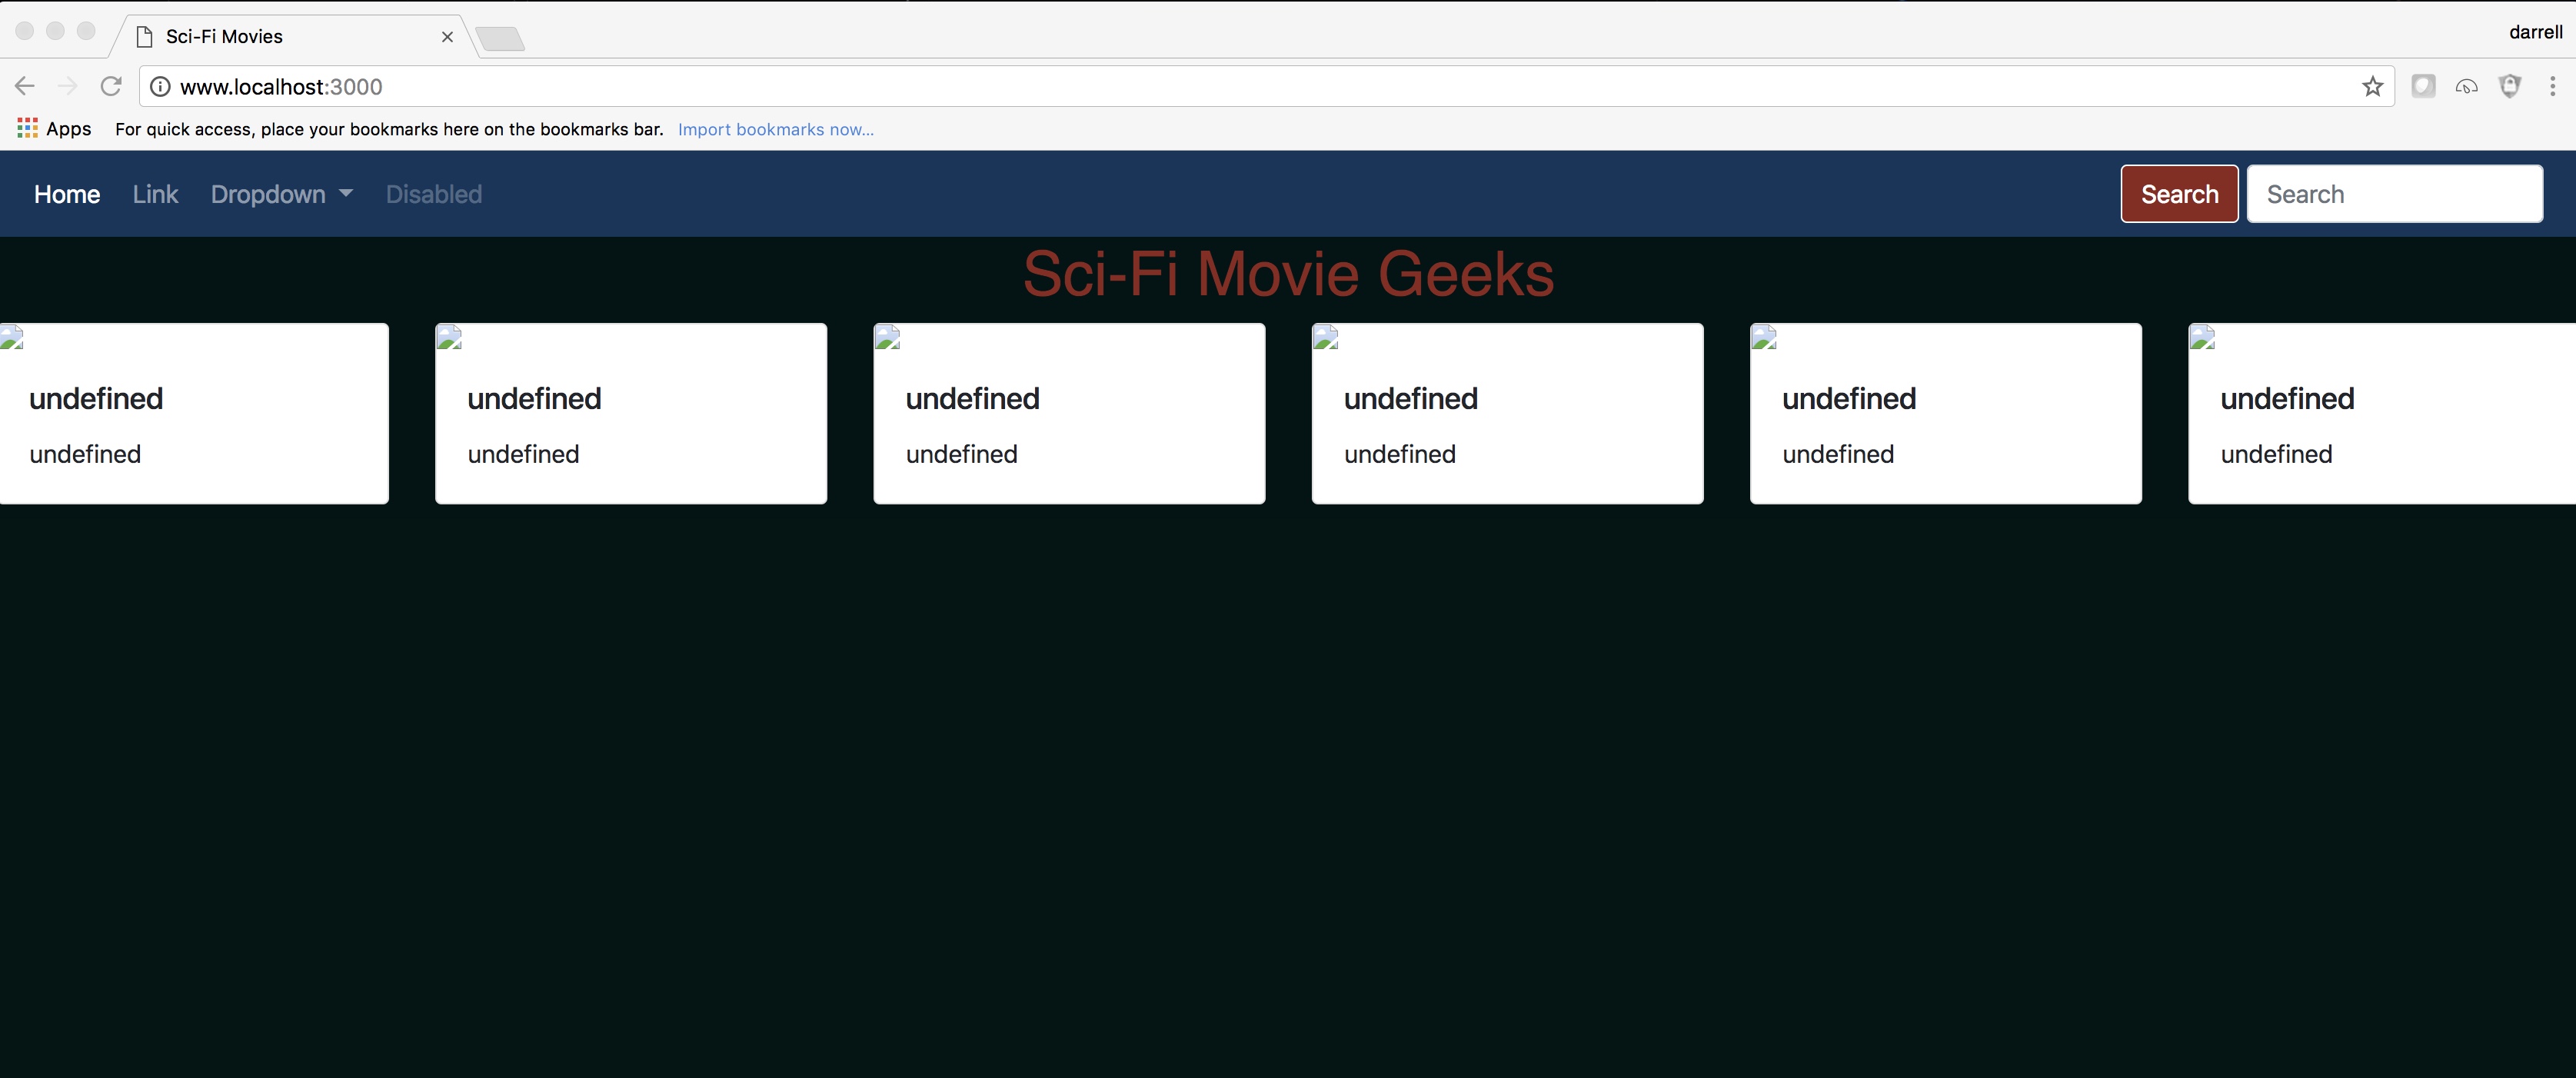 Sci-Fi Movies
darrell
www.localhost:3000
Apps For quick access, place your bookmarks here on the bookmarks bar. Import bookmarks now...
Home Link Dropdown Disabled Search Search
Sci-Fi Movie Geeks
undefined undefined undefined undefined undefined undefined
undefined undefined undefined undefined undefined undefined